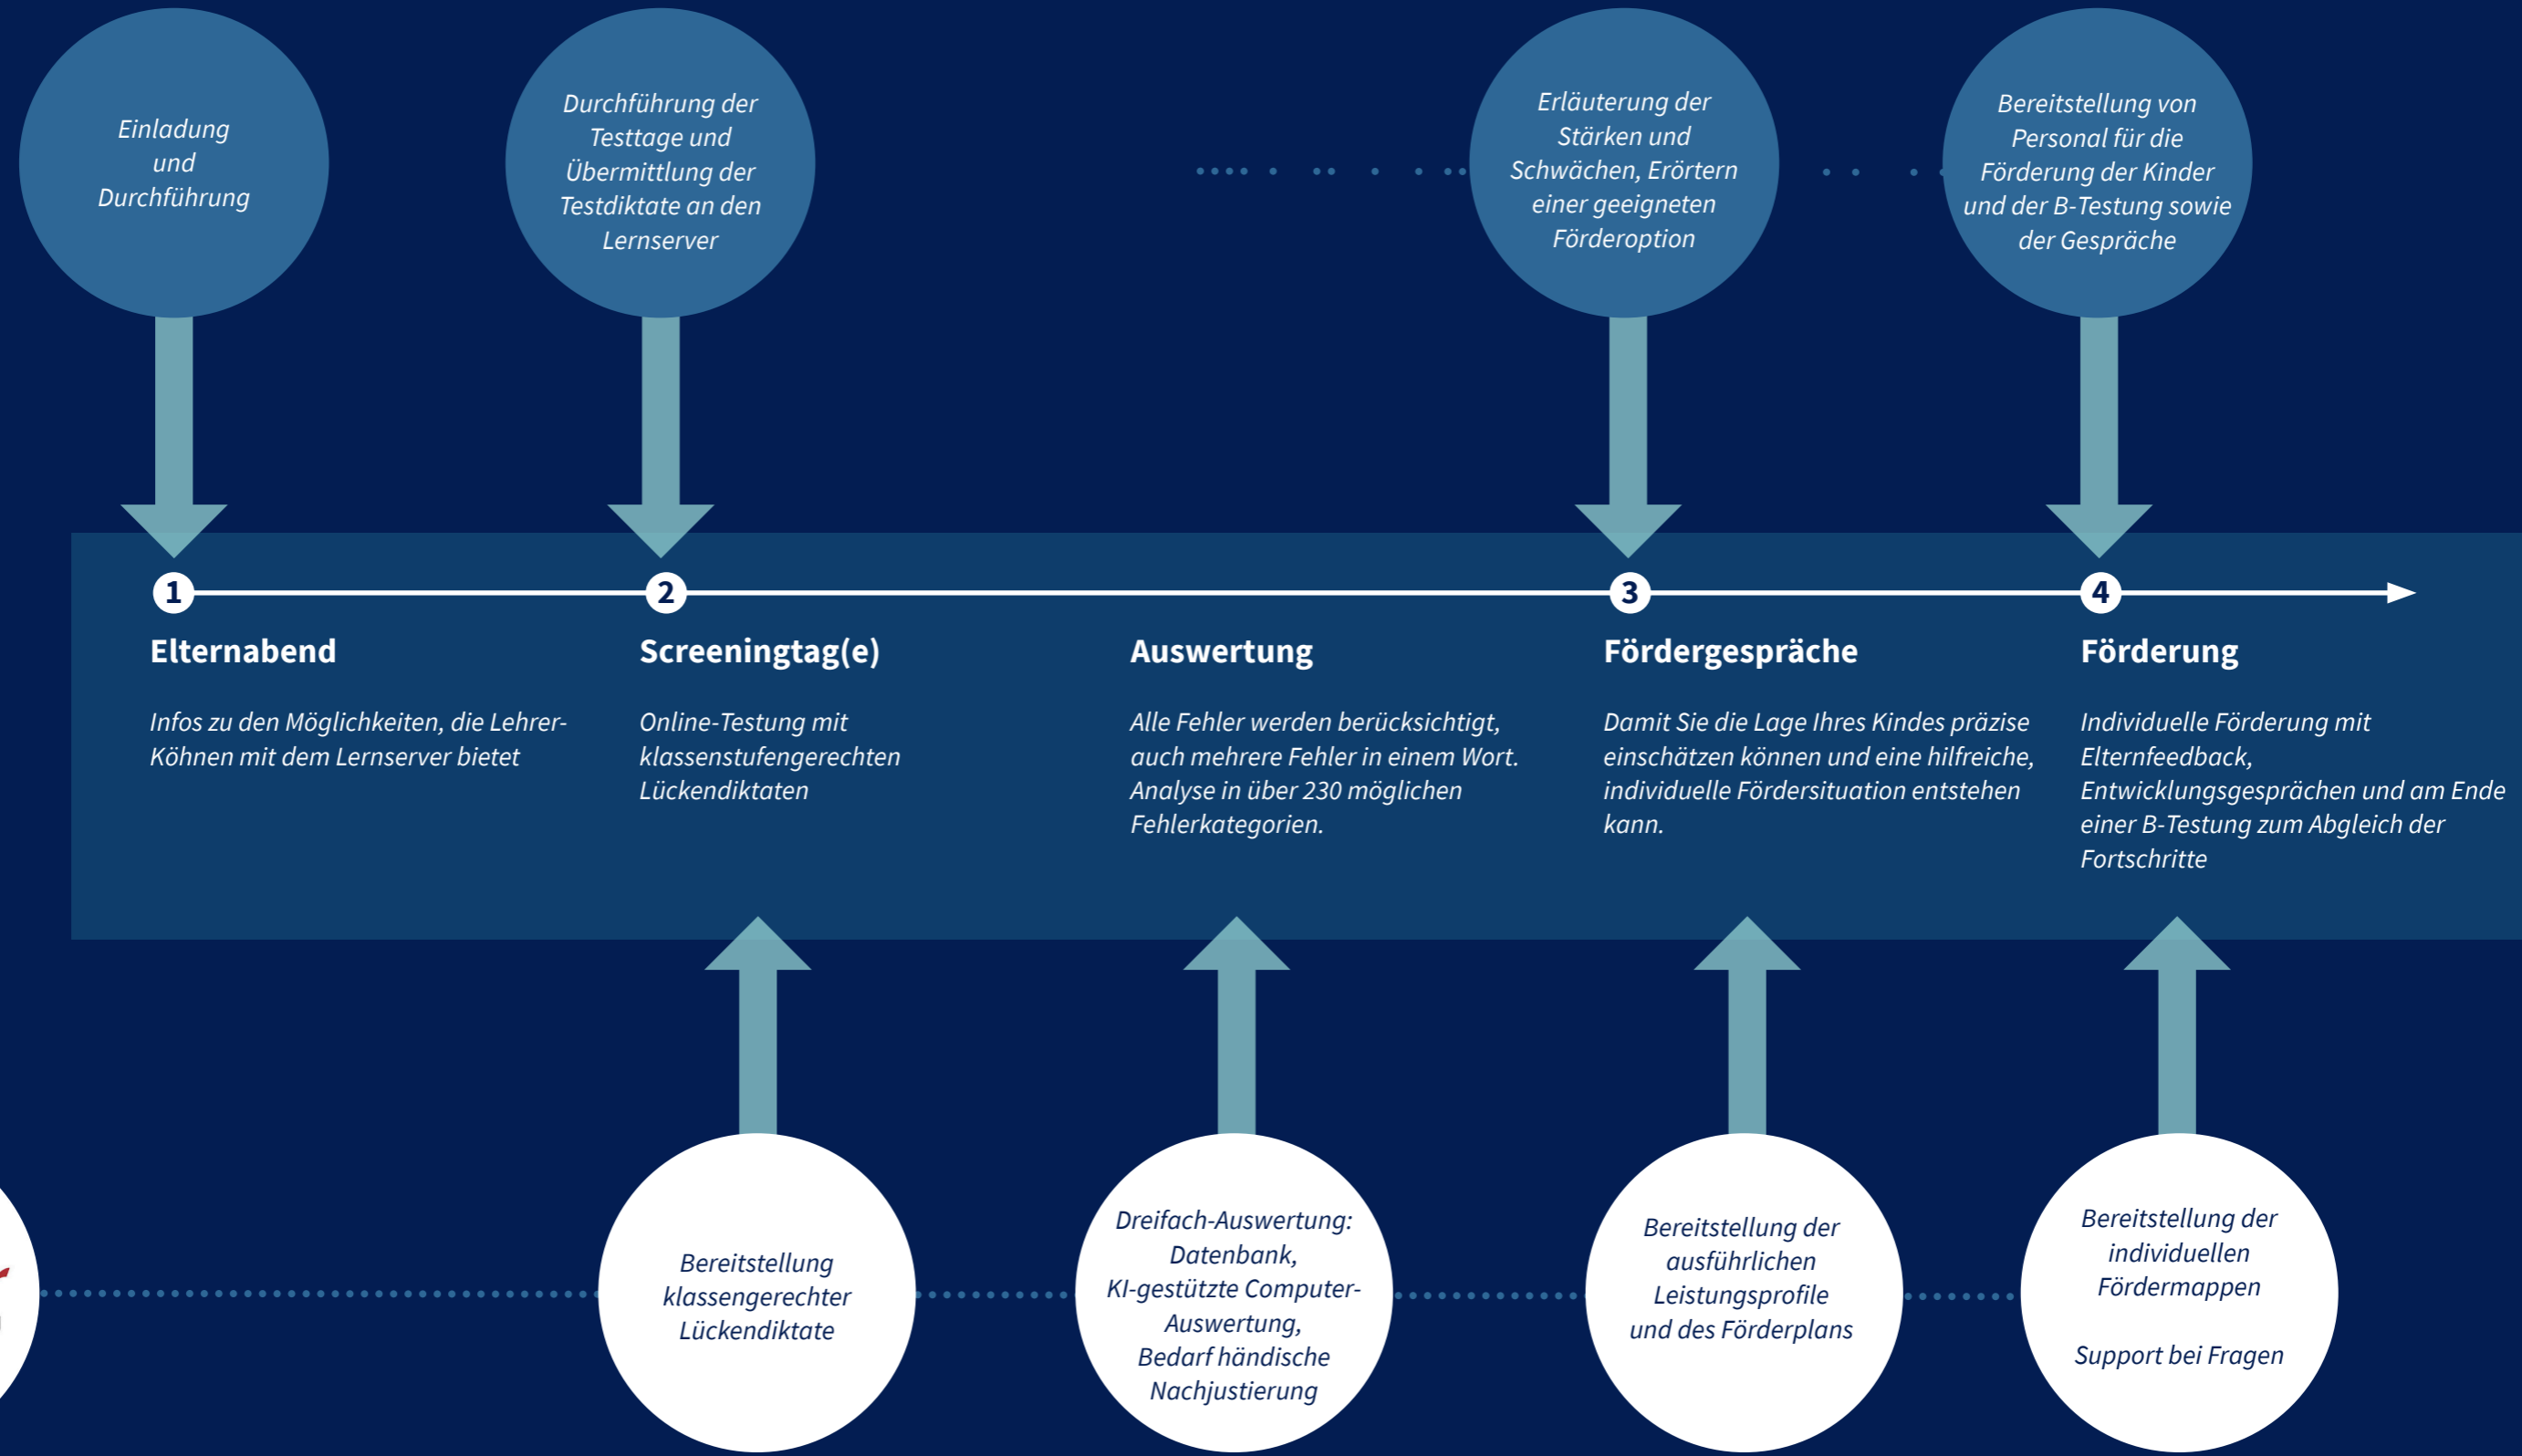 Einladung
und
Durchführung
Durchführung der
Testtage und
Übermittlung der
Testdiktate an den
Lernserver
Erläuterung der
Stärken und
Schwächen, Erörtern
einer geeigneten
Förderoption
Bereitstellung von
Personal für die
Förderung der Kinder
und der B-Testung sowie
der Gespräche
1
2
3
4
Elternabend
Infos zu den Möglichkeiten, die Lehrer-
Köhnen mit dem Lernserver bietet
Screeningtag(e)
Online-Testung mit
klassenstufengerechten
Lückendiktaten
Auswertung
Alle Fehler werden berücksichtigt,
auch mehrere Fehler in einem Wort.
Analyse in über 230 möglichen
Fehlerkategorien.
Fördergespräche
Damit Sie die Lage Ihres Kindes präzise
einschätzen können und eine hilfreiche,
individuelle Fördersituation entstehen
kann.
Förderung
Individuelle Förderung mit
Elternfeedback,
Entwicklungsgesprächen und am Ende
einer B-Testung zum Abgleich der
Fortschritte
Bereitstellung
klassengerechter
Lückendiktate
Dreifach-Auswertung:
Datenbank,
KI-gestützte Computer-
Auswertung,
Bedarf händische
Nachjustierung
Bereitstellung der
ausführlichen
Leistungsprofile
und des Förderplans
Bereitstellung der
individuellen
Fördermappen
Support bei Fragen